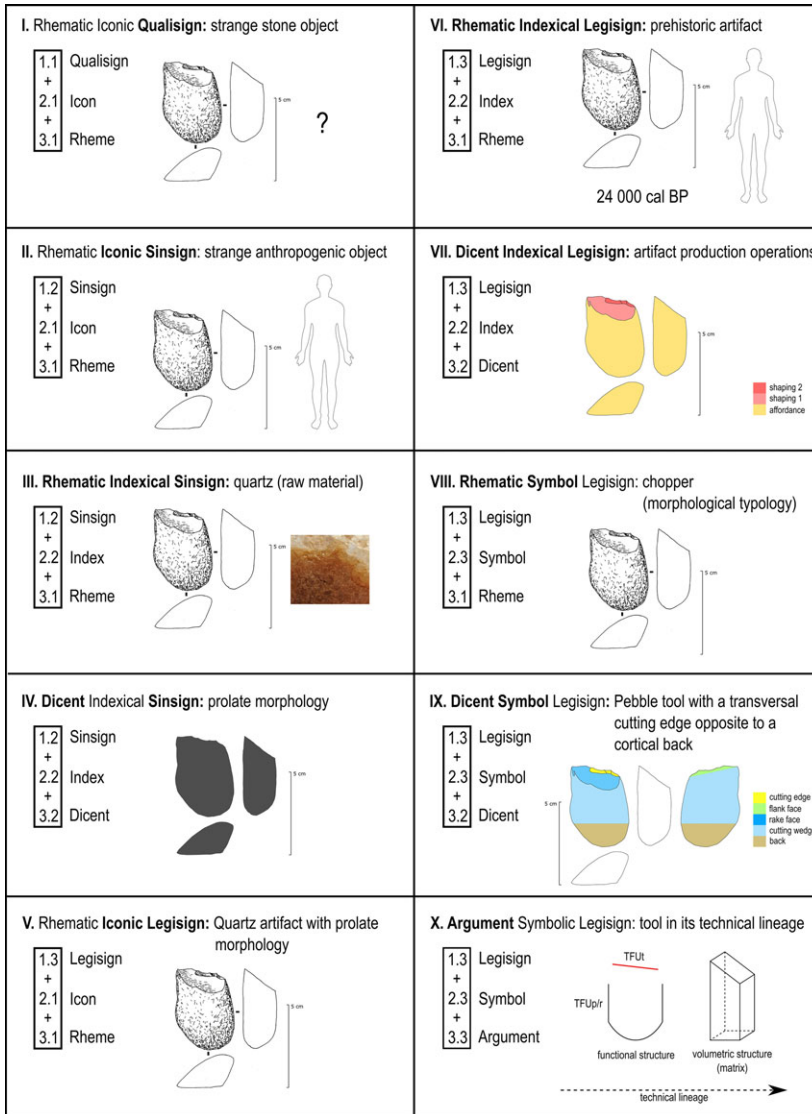 I. Rhematic Iconic Qualisign: strange stone object
1.1 Qualisign
+
2.1 Icon
+
3.1 Rheme
5 cm
?
II. Rhematic Iconic Sinsign: strange anthropogenic object
1.2 Sinsign
+
2.1 Icon
+
3.1 Rheme
5 cm
III. Rhematic Indexical Sinsign: quartz (raw material)
1.2 Sinsign
+
2.2 Index
+
3.1 Rheme
5 cm
IV. Dicent Indexical Sinsign: prolate morphology
1.2 Sinsign
+
2.2 Index
+
3.2 Dicent
5 cm
V. Rhematic Iconic Legisign: Quartz artifact with prolate
morphology
1.3 Legisign
+
2.1 Icon
+
3.1 Rheme
5 cm
VI. Rhematic Indexical Legisign: prehistoric artifact
1.3 Legisign
+
2.2 Index
+
3.1 Rheme
5 cm
24 000 cal BP
VII. Dicent Indexical Legisign: artifact production operations
1.3 Legisign
+
2.2 Index
+
3.2 Dicent
5 cm
shaping 2
shaping 1
affordance
VIII. Rhematic Symbol Legisign: chopper
(morphological typology)
1.3 Legisign
+
2.3 Symbol
+
3.1 Rheme
5 cm
IX. Dicent Symbol Legisign: Pebble tool with a transversal
cutting edge opposite to a
cortical back
1.3 Legisign
+
2.3 Symbol
+
3.2 Dicent
5 cm
cutting edge
flank face
rake face
cutting wedge
back
X. Argument Symbolic Legisign: tool in its technical lineage
1.3 Legisign
+
2.3 Symbol
+
3.3 Argument
TFUt
TFUp/r
functional structure
volumetric structure
(matrix)
technical lineage